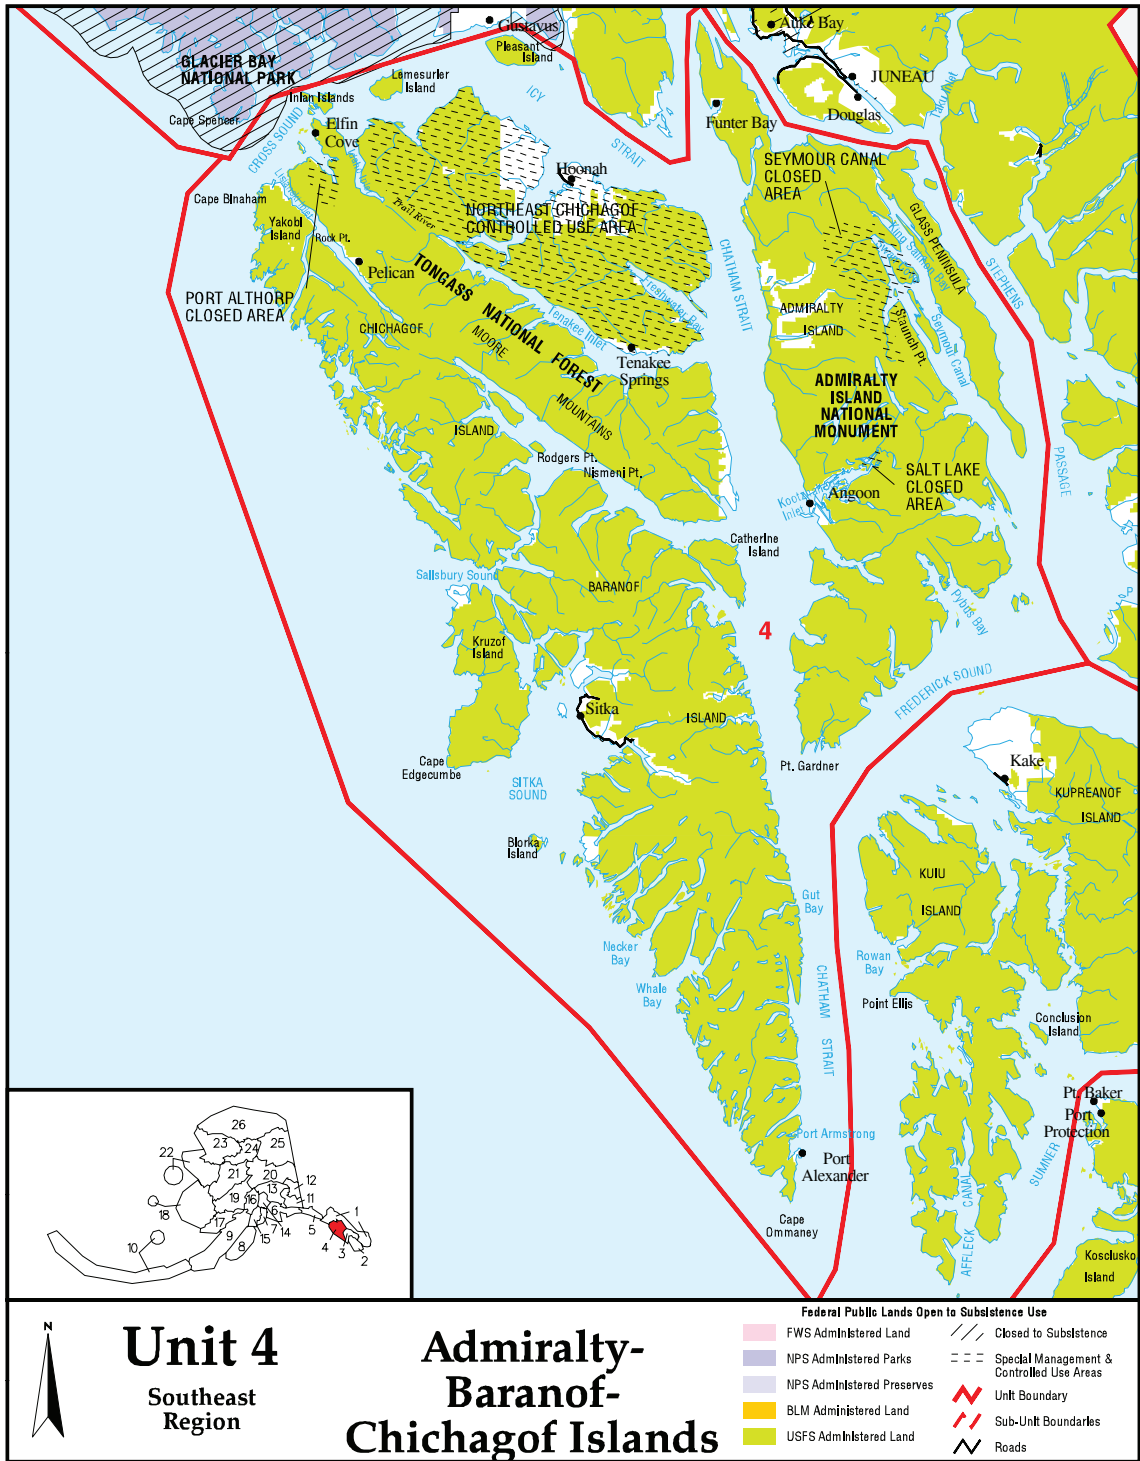 Gustavus
Auke Bay
Pleasant
Island
GLACIER BAY
NATIONAL PARK
Lemesurier
Island
JUNEAU
Taku Inlet
ICY
Inian Islands
Douglas
Cape Spencer
Elfin
Cove
Funter Bay
CROSS SOUND
STRAIT
SEYMOUR CANAL
CLOSED
AREA
Hoonah
Cape Binaham
Trail River
NORTHEAST CHICHAGOF
CONTROLLED USE AREA
GLASS PENINSULA
Yakobi
Island
Rock Pt.
King Salmon Bay
Pelican
TONGASS NATIONAL FOREST
CHATHAM STRAIT
STEPHENS
Freshwater Bay
PORT ALTHORP
CLOSED AREA
ADMIRALTY
ISLAND
CHICHAGOF
Tenakee Inlet
Staunch Pt.
Seymour Canal
MOORE
Tenakee
Springs
ADMIRALTY
ISLAND
NATIONAL
MONUMENT
MOUNTAINS
ISLAND
Rodgers Pt.
Nismeni Pt.
PASSAGE
SALT LAKE
CLOSED
AREA
Angoon
Inlet
Catherine
Island
Salisbury Sound
BARANOF
Pybus Bay
4
Kruzof
Island
FREDERICK SOUND
Sitka
ISLAND
Cape
Edgecumbe
Pt. Gardner
Kake
SITKA
SOUND
KUPREANOF
ISLAND
Biorka
Island
KUIU
ISLAND
Gut
Bay
Necker
Bay
Rowan
Bay
Whale
Bay
CHATHAM STRAIT
Point Ellis
Conclusion
Island
Pt. Baker
Port
Protection
Port Armstrong
Port
Alexander
SUMNER
AFFLECK CANAL
Cape
Ommaney
Kosciusko
Island
26
23
24
25
22
21
20
12
13
19
16
11
18
6
1
17
9
7
14
5
15
10
8
4
3
2
N
Unit 4
Southeast
Region
Admiralty-
Baranof-
Chichagof Islands
Federal Public Lands Open to Subsistence Use
FWS Administered Land
NPS Administered Parks
NPS Administered Preserves
BLM Administered Land
USFS Administered Land
Closed to Subsistence
Special Management &
Controlled Use Areas
Unit Boundary
Sub-Unit Boundaries
Roads